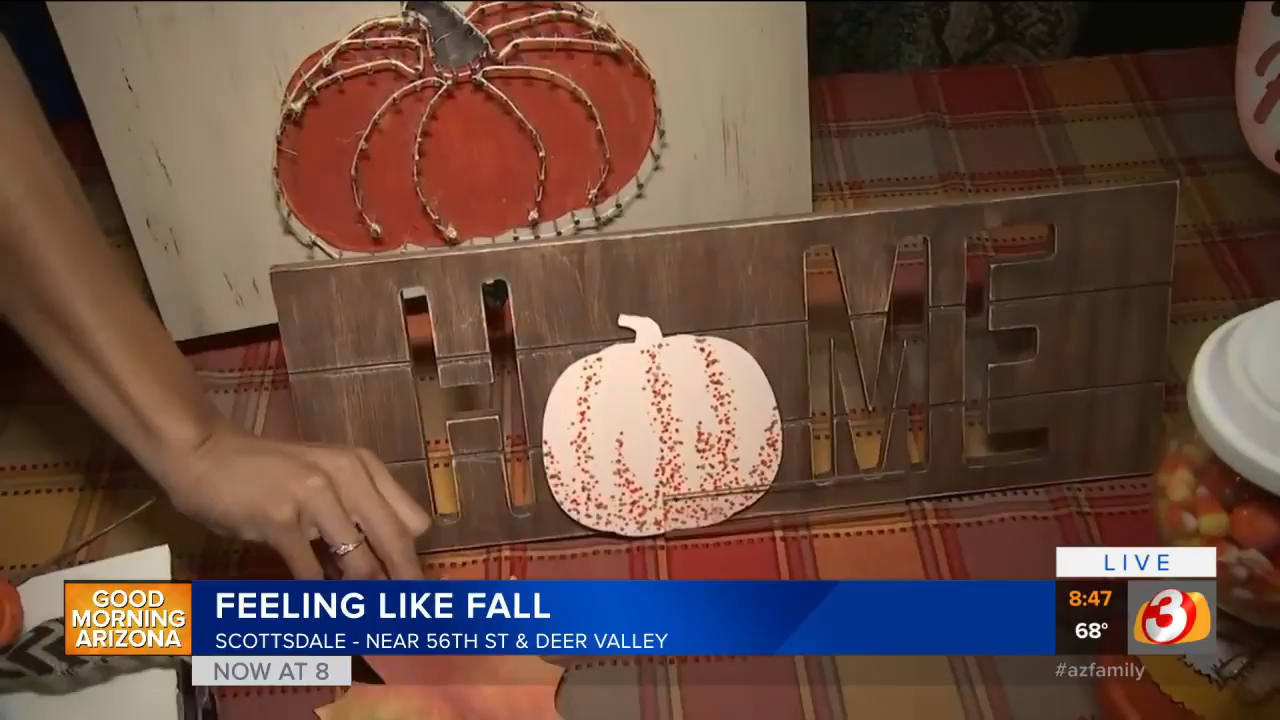 H ME
LIVE
GOOD
MORNING
ARIZONA
FEELING LIKE FALL
SCOTTSDALE - NEAR 56TH ST & DEER VALLEY
8:47
68°
3
NOW AT 8
#azfamily